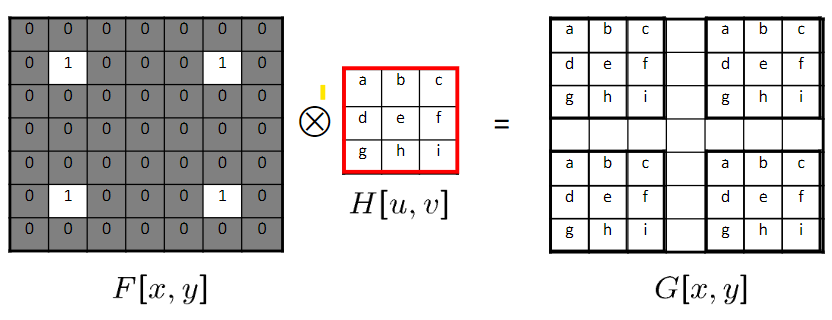 0 0 0 0 0 0 0
0 1 0 0 0 1 0
0 0 0 0 0 0 0
0 0 0 0 0 0 0
0 0 0 0 0 0 0
0 1 0 0 0 1 0
0 0 0 0 0 0 0
F[x, y]
⊗
a b c
d e f
g h i
H[u, v]
=
a b c a b c
d e f d e f
g h i g h i
a b c a b c
d e f d e f
g h i g h i
G[x, y]